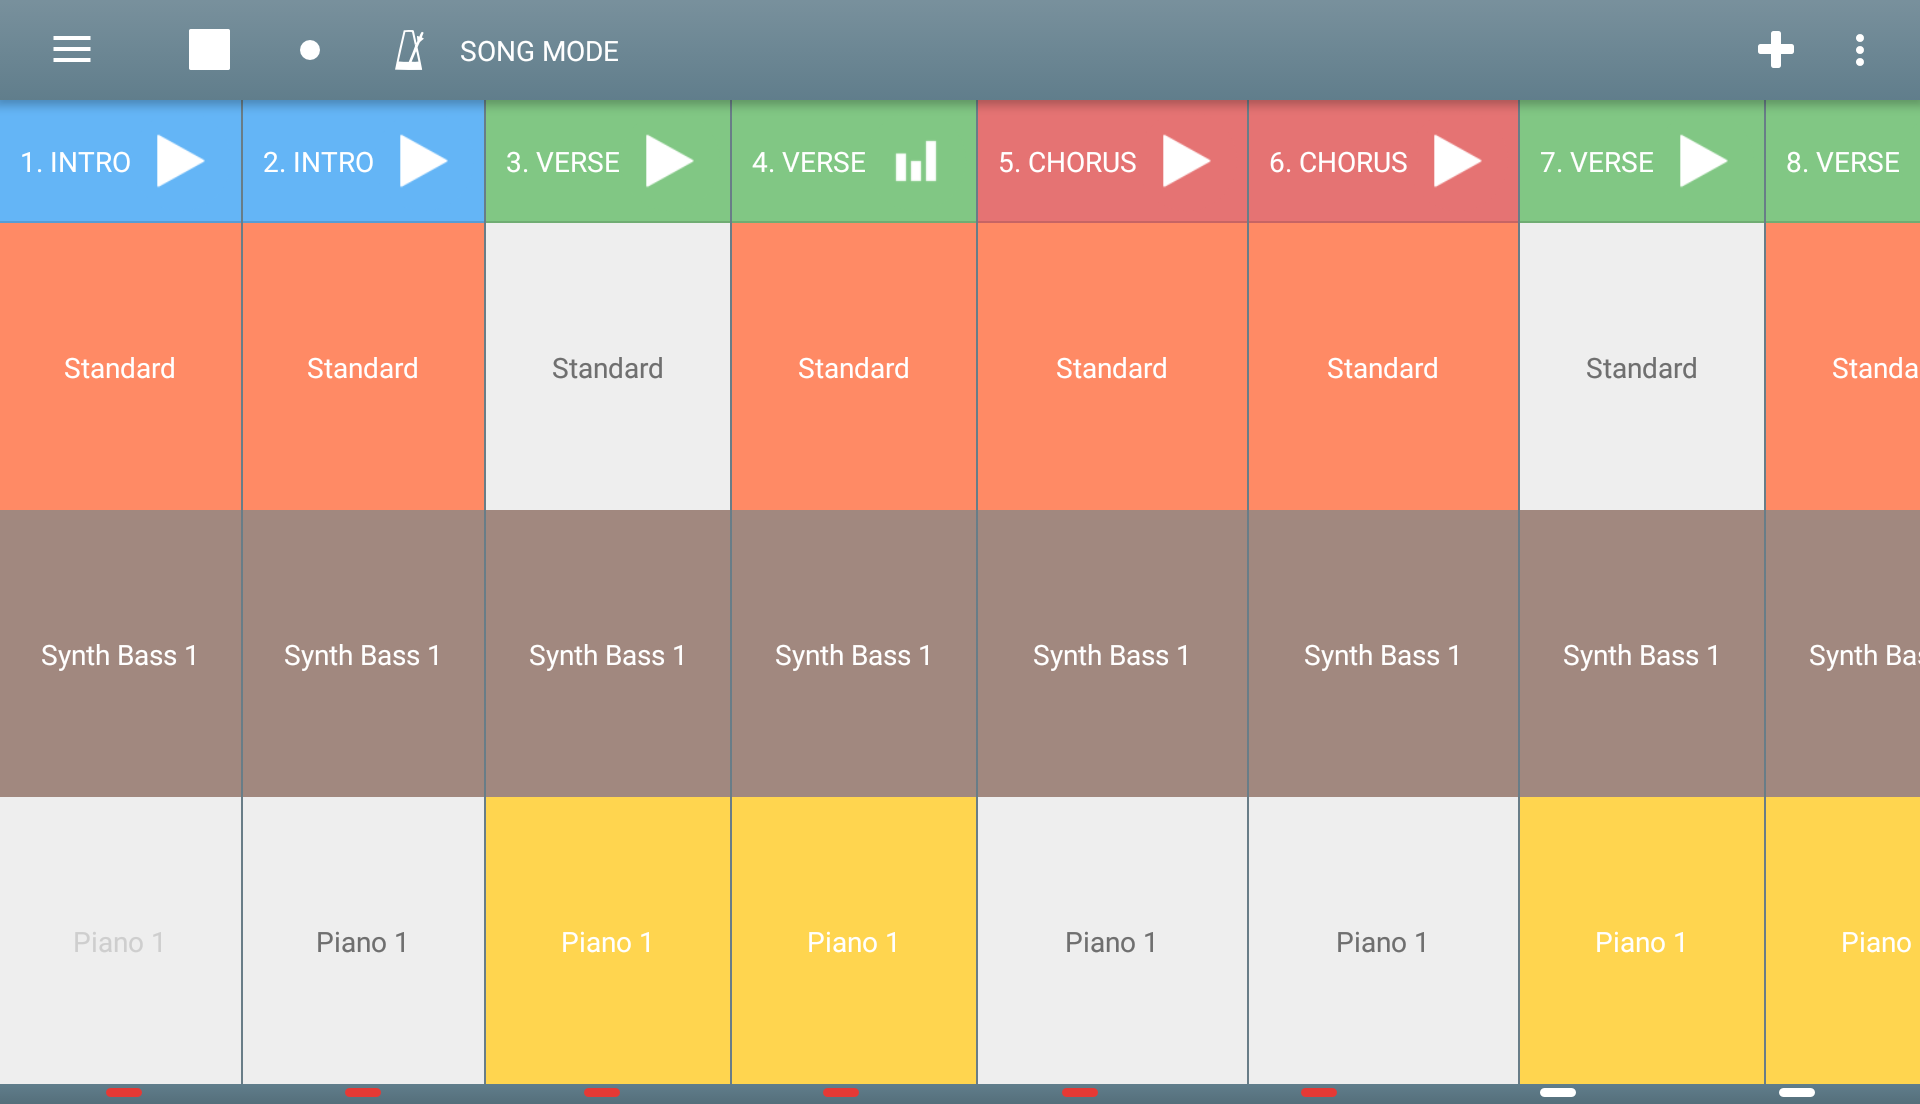 SONG MODE
1. INTRO 2. INTRO 3. VERSE 4. VERSE 5. CHORUS 6. CHORUS 7. VERSE 8. VERSE
Standard Standard Standard Standard Standard Standard Standard Standa
Synth Bass 1 Synth Bass 1 Synth Bass 1 Synth Bass 1 Synth Bass 1 Synth Bass 1 Synth Bass 1 Synth Bas
Piano 1 Piano 1 Piano 1 Piano 1 Piano 1 Piano 1 Piano 1 Piano